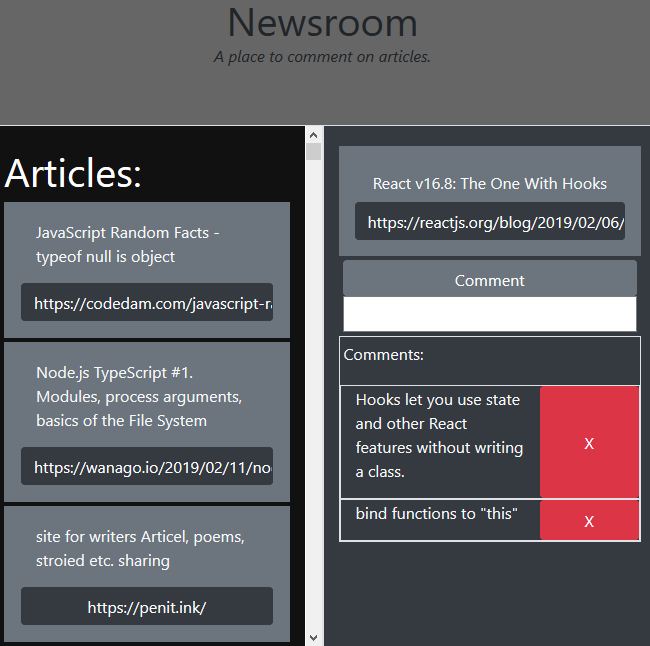 Newsroom
A place to comment on articles.
Articles:
JavaScript Random Facts -
typeof null is object
https://codedam.com/javascript-ra
Node.js TypeScript #1.
Modules, process arguments,
basics of the File System
https://wanago.io/2019/02/11/no
site for writers Articel, poems,
stroied etc. sharing
https://penit.ink/
React v16.8: The One With Hooks
https://reactjs.org/blog/2019/02/06/
Comment
Comments:
Hooks let you use state
and other React
features without writing
a class.
X
bind functions to "this"
X